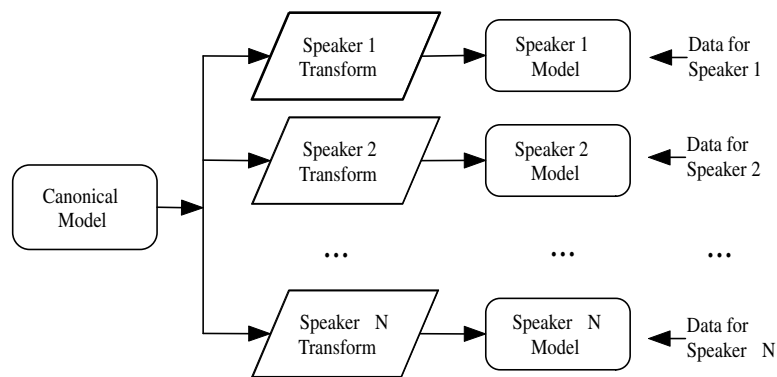 Speaker 1
Transform
Speaker 1
Model
Data for
Speaker 1
Speaker 2
Transform
Speaker 2
Model
Data for
Speaker 2
Canonical
Model
...
...
...
Speaker N
Transform
Speaker N
Model
Data for
Speaker N